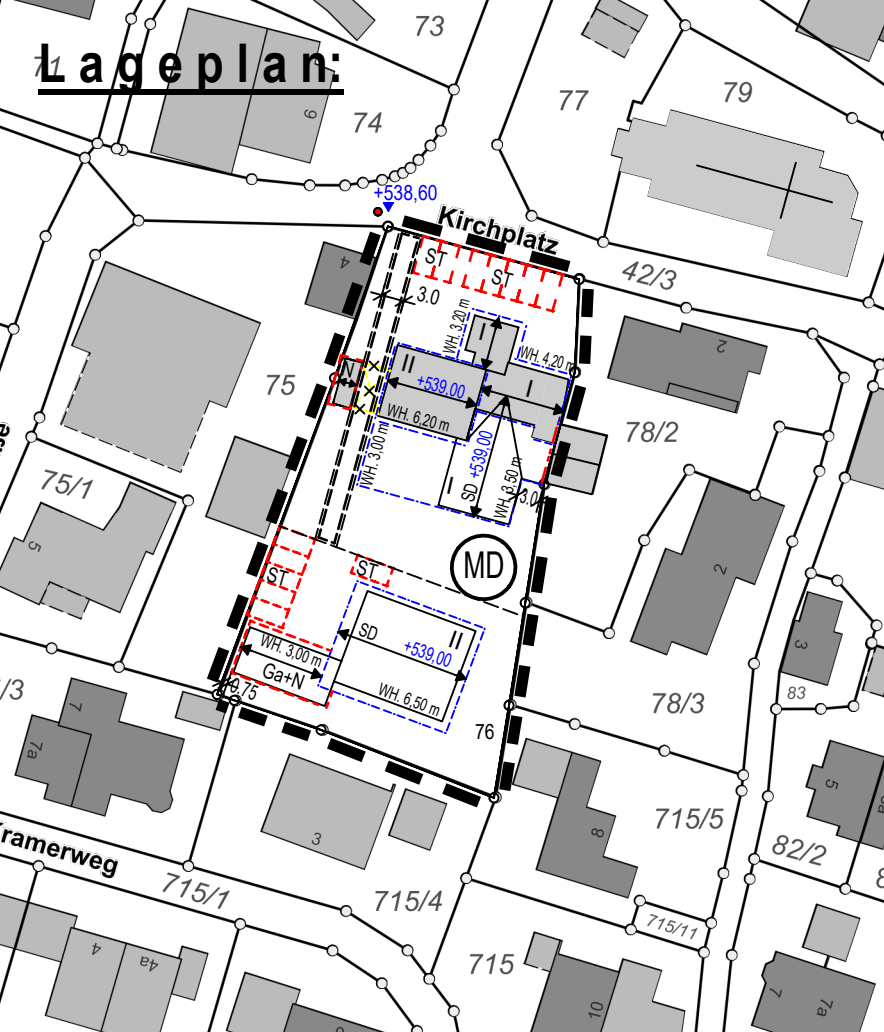 73
71
Lageplan:
79
77
9
74
+538,60
Kirchplatz
ST
ST
42/3
4
3.0
WH. 3,20 m
I
2
WH. 4,20 m
N
II
+539,00
I
75
WH. 6,20 m
78/2
WH. 3,00 m
+539,00
SD
I
WH. 3,50 m
3.0
75/1
5
MD
ST
ST
2
3
SD
II
+539,00
WH. 3,00 m
Ga+N
WH. 6,50 m
0,75
/3
83
78/3
76
7
7a
5
715/5
8
3
82/2
Kramerweg
715/1
715/4
715/11
4
4a
715
10
7
7a